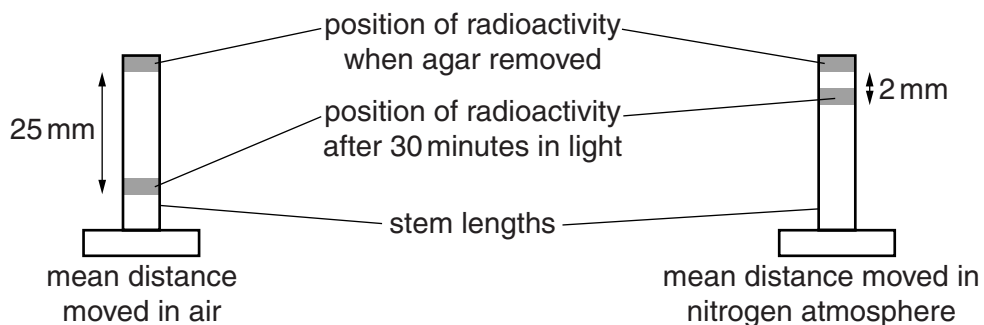 position of radioactivity
when agar removed
25 mm
2 mm
position of radioactivity
after 30 minutes in light
stem lengths
mean distance
moved in air
mean distance moved in
nitrogen atmosphere